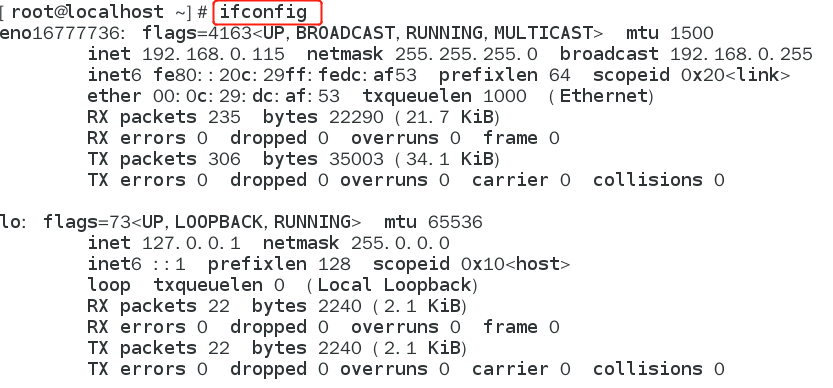 [root@localhost ~]# ifconfig
eno16777736: flags=4163<UP,BROADCAST,RUNNING,MULTICAST>  mtu 1500
        inet 192.168.0.115  netmask 255.255.255.0  broadcast 192.168.0.255
        inet6 fe80::20c:29ff:fedc:af53  prefixlen 64  scopeid 0x20<link>
        ether 00:0c:29:dc:af:53  txqueuelen 1000  (Ethernet)
        RX packets 235  bytes 22290 (21.7 KiB)
        RX errors 0  dropped 0  overruns 0  frame 0
        TX packets 306  bytes 35003 (34.1 KiB)
        TX errors 0  dropped 0 overruns 0  carrier 0  collisions 0
lo: flags=73<UP,LOOPBACK,RUNNING>  mtu 65536
        inet 127.0.0.1  netmask 255.0.0.0
        inet6 ::1  prefixlen 128  scopeid 0x10<host>
        loop  txqueuelen 0  (Local Loopback)
        RX packets 22  bytes 2240 (2.1 KiB)
        RX errors 0  dropped 0  overruns 0  frame 0
        TX packets 22  bytes 2240 (2.1 KiB)
        TX errors 0  dropped 0 overruns 0  carrier 0  collisions 0